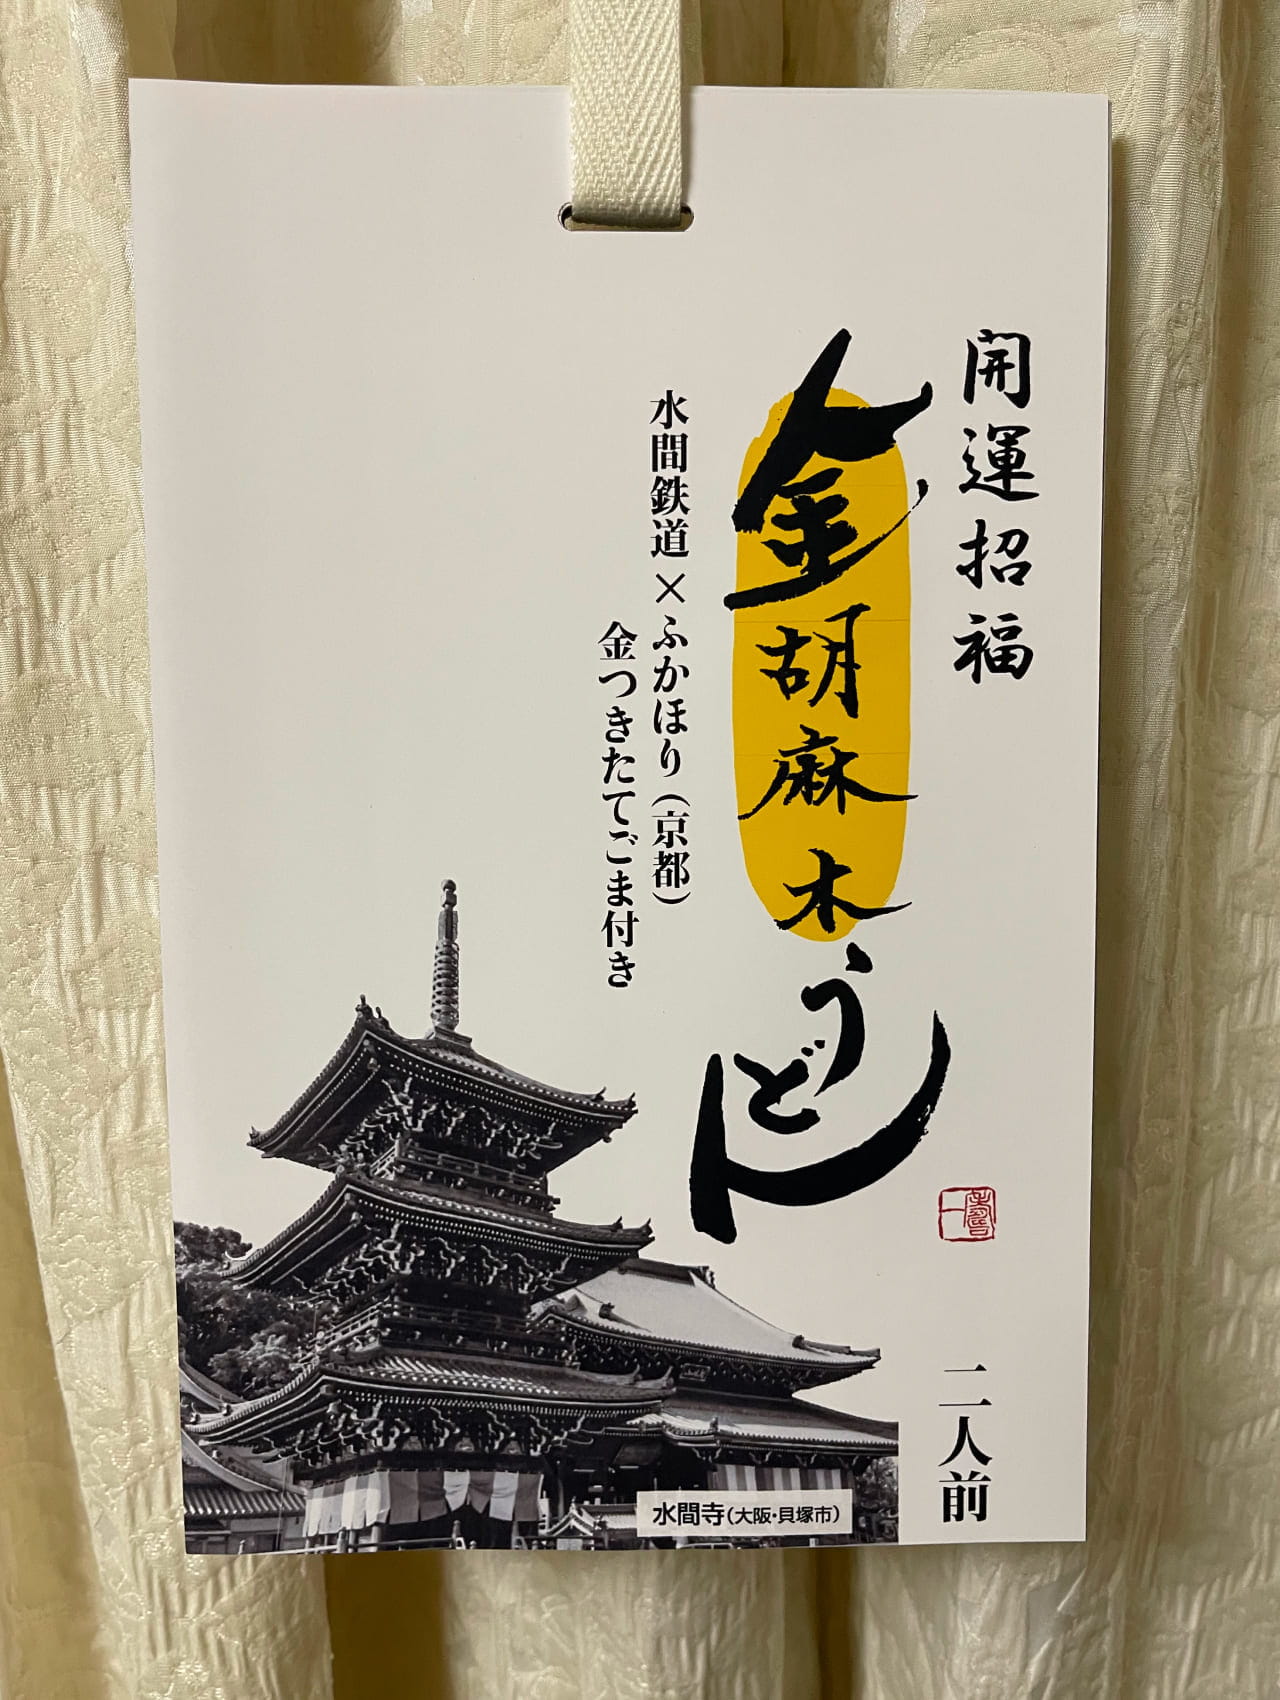 開運招福
金胡麻木うどん
水間鉄道×ふかほり（京都）
金つきたてごま付き
二人前
水間寺（大阪・貝塚市）